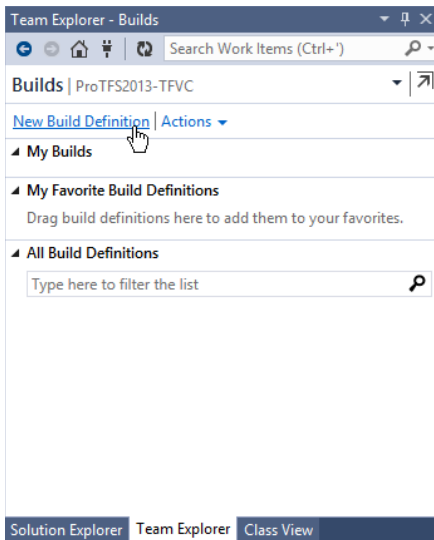 Team Explorer - Builds
Search Work Items (Ctrl+')
Builds | ProTFS2013-TFVC
New Build Definition | Actions
My Builds
My Favorite Build Definitions
Drag build definitions here to add them to your favorites.
All Build Definitions
Type here to filter the list
Solution Explorer Team Explorer Class View